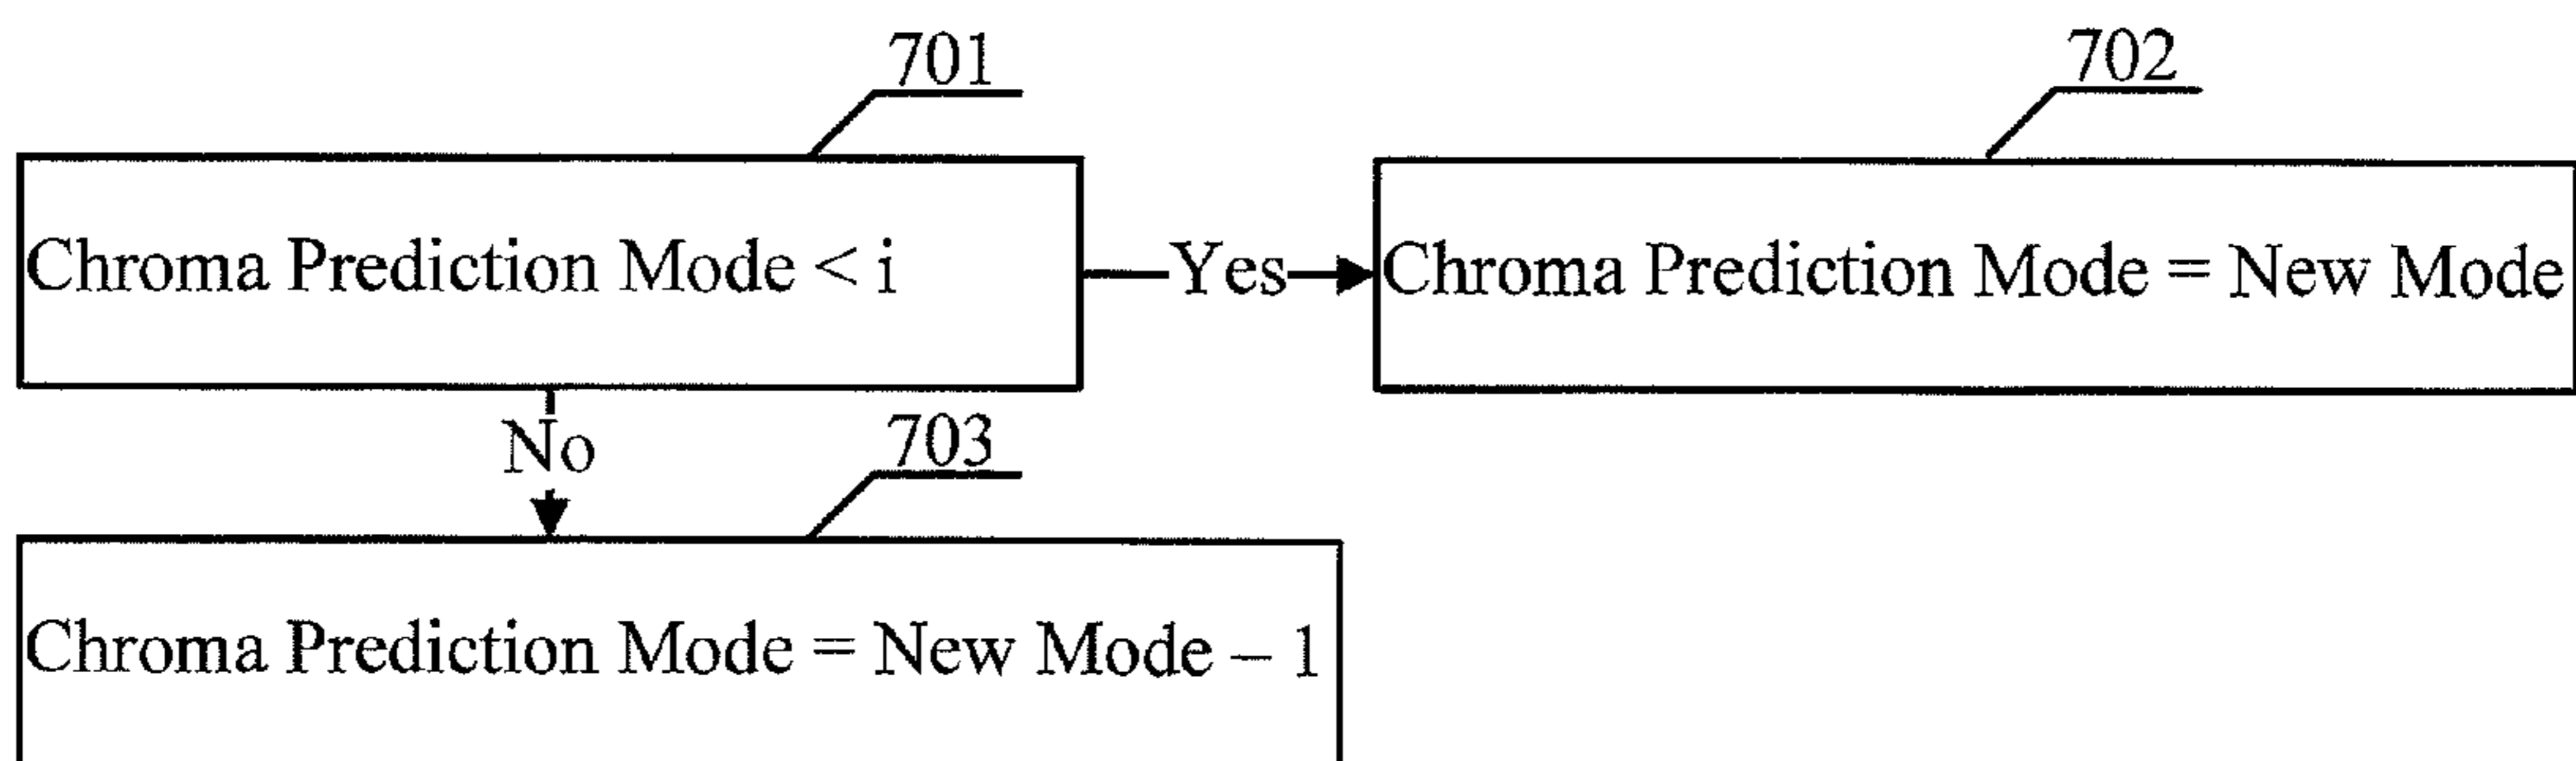 701
702
Chroma Prediction Mode < i
Yes
Chroma Prediction Mode = New Mode
No
703
Chroma Prediction Mode = New Mode – 1